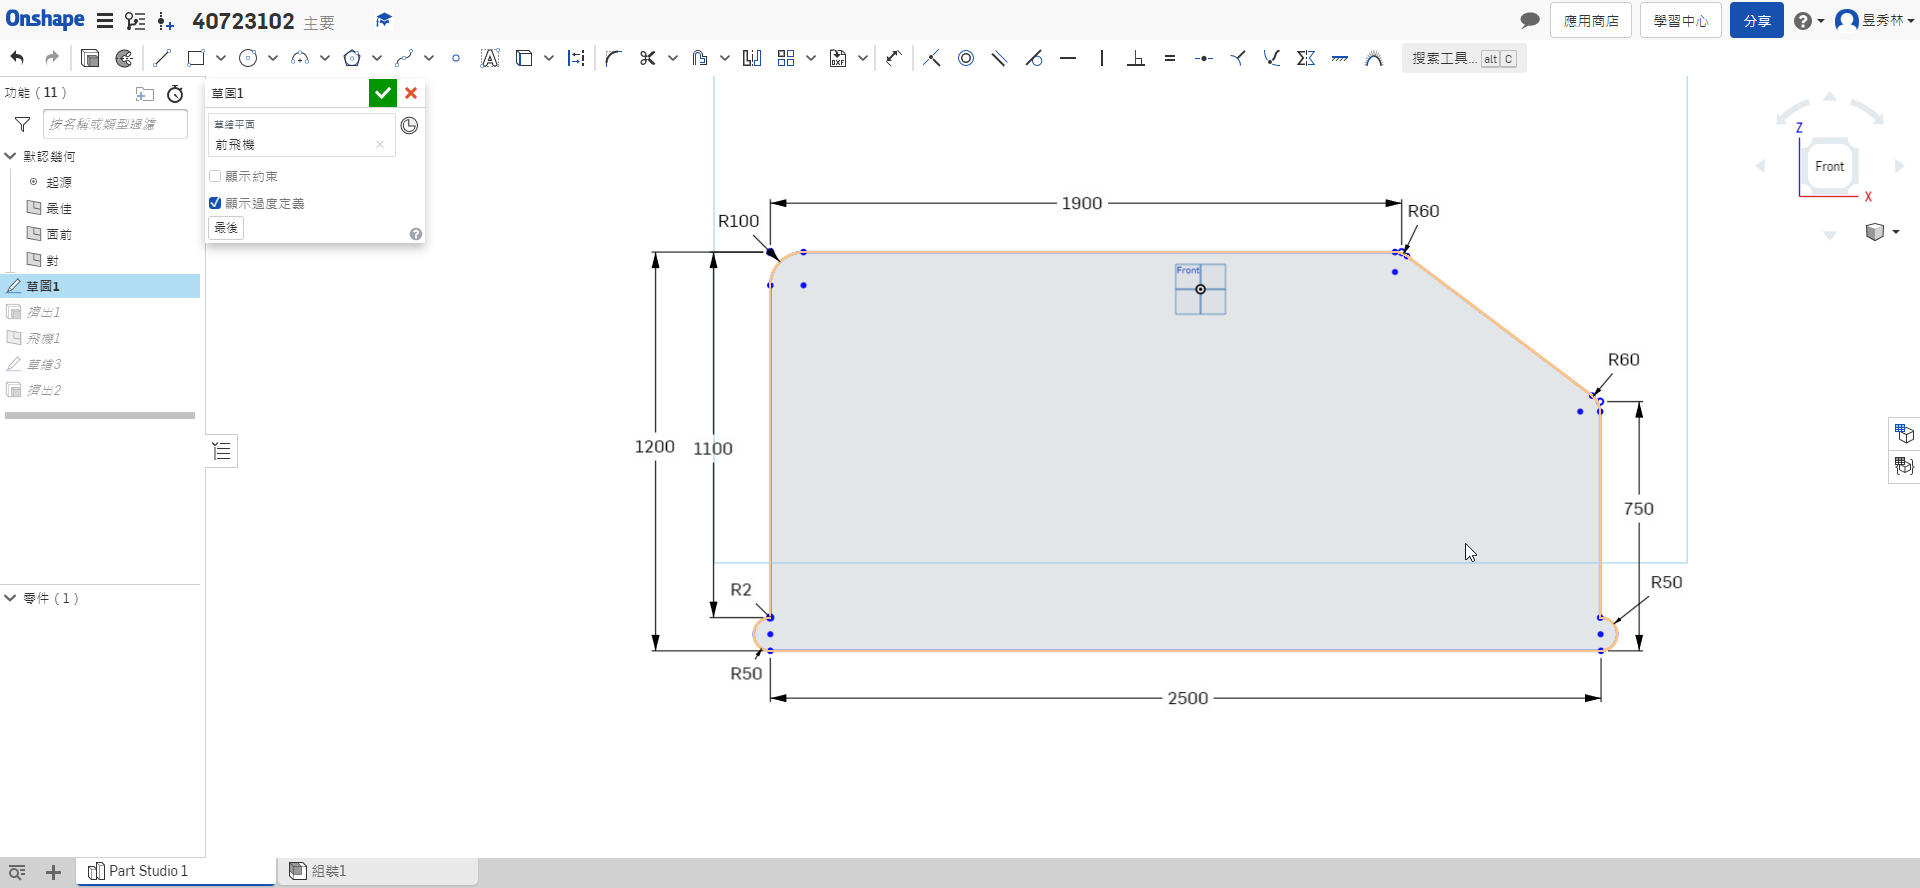 Onshape 40723102 主要 應用商店 學習中心 分享 昱秀林
搜索工具... alt C
功能 ( 11 )
按名稱或類型過濾
默認幾何
起源
最佳
面前
對
草圖1
擠出1
飛機1
草繪3
擠出2
零件 ( 1 )
草圖1
草繪平面
前飛機
顯示約束
顯示過度定義
最後
1900
R100
R60
Front
R60
1200
1100
750
R2
R50
R50
2500
Z
Front
X
Part Studio 1
組裝1